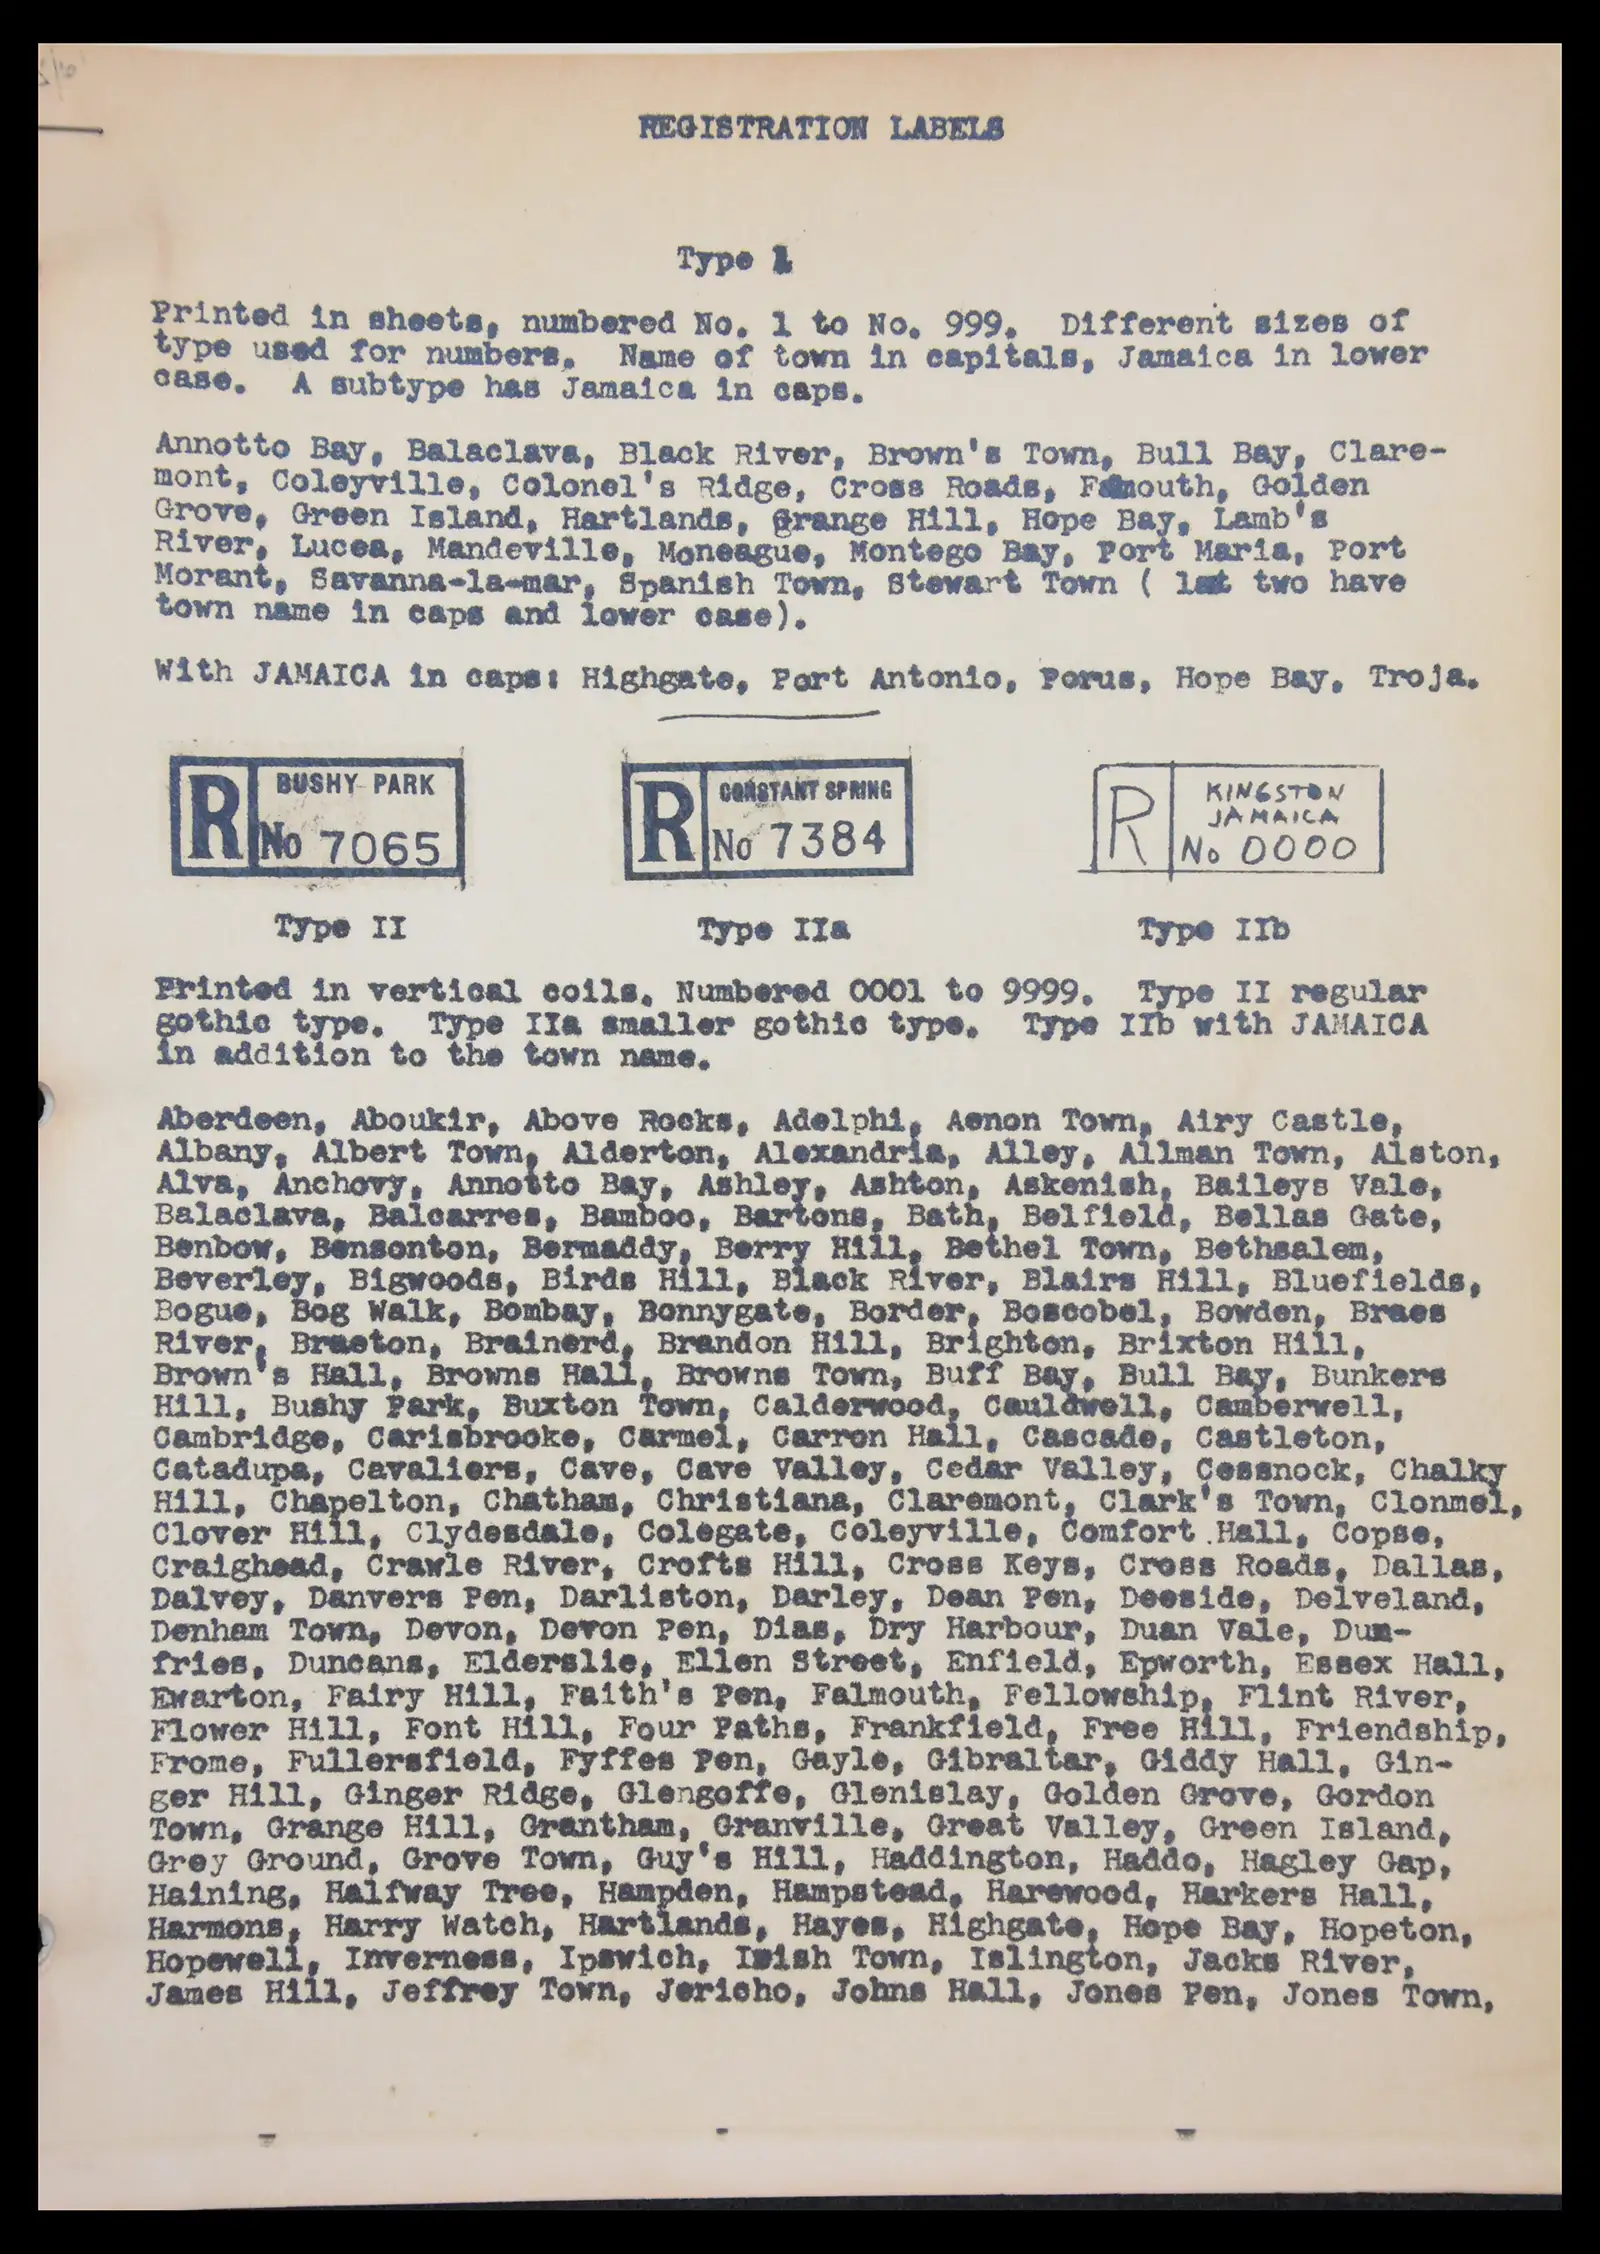 REGISTRATION LABELS
Type 1
Printed in sheets, numbered No. 1 to No. 999. Different sizes of
type used for numbers. Name of town in capitals, Jamaica in lower
case. A subtype has Jamaica in caps.
Annotto Bay, Balaclava, Black River, Brown's Town, Bull Bay, Clare-
mont, Coleyville, Colonel's Ridge, Cross Roads, Falmouth, Golden
Grove, Green Island, Hartlands, Grange Hill, Hope Bay, Lamb's
River, Lucea, Mandeville, Moneague, Montego Bay, Port Maria, Port
Morant, Savanna-la-mar, Spanish Town, Stewart Town ( last two have
town name in caps and lower case).
With JAMAICA in caps: Highgate, Port Antonio, Porus, Hope Bay, Troja.
R BUSHY PARK
No 7065
R CONSTANT SPRING
No 7384
R KINGSTON
JAMAICA
No 0000
Type II Type IIa Type IIb
Printed in vertical coils. Numbered 0001 to 9999. Type II regular
gothic type. Type IIa smaller gothic type. Type IIb with JAMAICA
in addition to the town name.
Aberdeen, Aboukir, Above Rocks, Adelphi, Aenon Town, Airy Castle,
Albany, Albert Town, Alderton, Alexandria, Alley, Allman Town, Alston,
Alva, Anchovy, Annotto Bay, Ashley, Ashton, Askenish, Baileys Vale,
Balaclava, Balcarres, Bamboo, Bartons, Bath, Belfield, Bellas Gate,
Benbow, Bensonton, Bermaddy, Berry Hill, Bethel Town, Bethsalem,
Beverley, Bigwoods, Birds Hill, Black River, Blairs Hill, Bluefields,
Bogue, Bog Walk, Bombay, Bonnygate, Border, Boscobel, Bowden, Braes
River, Braeton, Brainerd, Brandon Hill, Brighton, Brixton Hill,
Brown's Hall, Browns Hall, Browns Town, Buff Bay, Bull Bay, Bunkers
Hill, Bushy Park, Buxton Town, Calderwood, Cauldwell, Camberwell,
Cambridge, Carisbrooke, Carmel, Carron Hall, Cascade, Castleton,
Catadupa, Cavaliers, Cave, Cave Valley, Cedar Valley, Cessnock, Chalky
Hill, Chapelton, Chatham, Christiana, Claremont, Clark's Town, Clonmel,
Clover Hill, Clydesdale, Colegate, Coleyville, Comfort Hall, Copse,
Craighead, Crawle River, Crofts Hill, Cross Keys, Cross Roads, Dallas,
Dalvey, Danvers Pen, Darliston, Darley, Dean Pen, Deeside, Delveland,
Denham Town, Devon, Devon Pen, Dias, Dry Harbour, Duan Vale, Dum-
fries, Duncans, Elderslie, Ellen Street, Enfield, Epworth, Essex Hall,
Ewarton, Fairy Hill, Faith's Pen, Falmouth, Fellowship, Flint River,
Flower Hill, Font Hill, Four Paths, Frankfield, Free Hill, Friendship,
Frome, Fullersfield, Fyffes Pen, Gayle, Gibraltar, Giddy Hall, Gin-
ger Hill, Ginger Ridge, Glengoffe, Glenislay, Golden Grove, Gordon
Town, Grange Hill, Grantham, Granville, Great Valley, Green Island,
Grey Ground, Grove Town, Guy's Hill, Haddington, Haddo, Hagley Gap,
Haining, Halfway Tree, Hampden, Hampstead, Harewood, Harkers Hall,
Harmons, Harry Watch, Hartlands, Hayes, Highgate, Hope Bay, Hopeton,
Hopewell, Inverness, Ipswich, Irish Town, Islington, Jacks River,
James Hill, Jeffrey Town, Jericho, Johns Hall, Jones Pen, Jones Town,